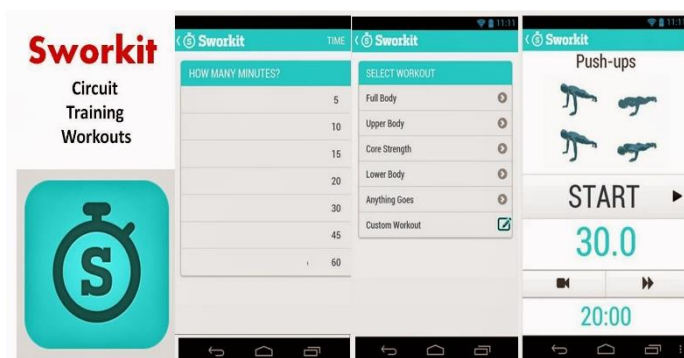 Sworkit
Circuit
Training
Workouts
S
Sworkit
TIME
HOW MANY MINUTES?
5
10
15
20
30
45
60
11:11
Sworkit
SELECT WORKOUT
Full Body
Upper Body
Core Strength
Lower Body
Anything Goes
Custom Workout
11:11
Sworkit
Push-ups
START
30.0
20:00